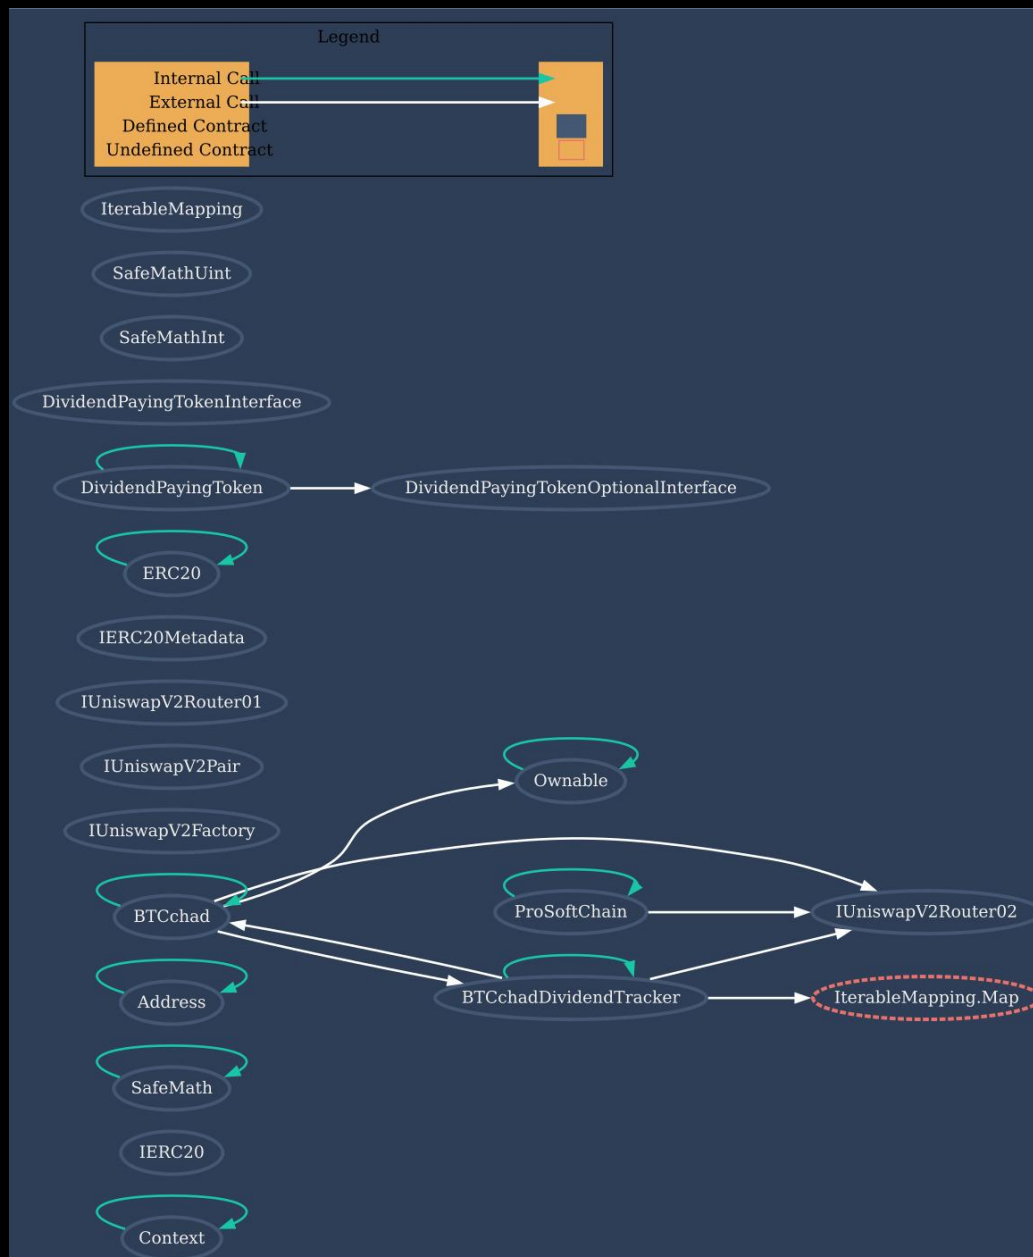 Legend
Internal Call
External Call
Defined Contract
Undefined Contract
IterableMapping
SafeMathUint
SafeMathInt
DividendPayingTokenInterface
DividendPayingToken
DividendPayingTokenOptionalInterface
ERC20
IERC20Metadata
IUniswapV2Router01
IUniswapV2Pair
Ownable
IUniswapV2Factory
BTCchad
ProSoftChain
IUniswapV2Router02
Address
BTCchadDividendTracker
IterableMapping.Map
SafeMath
IERC20
Context